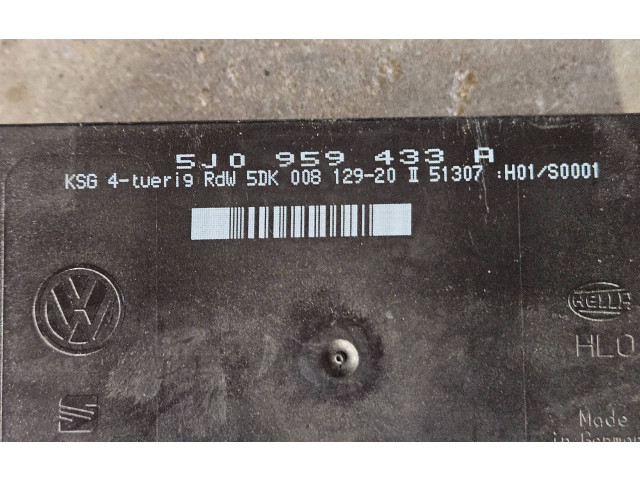 5J0 959 433 A
KSG 4-tuerig RdW 5DK 008 129-20 II 51307 :H01/S0001
HELLA
HLO
Made
in German